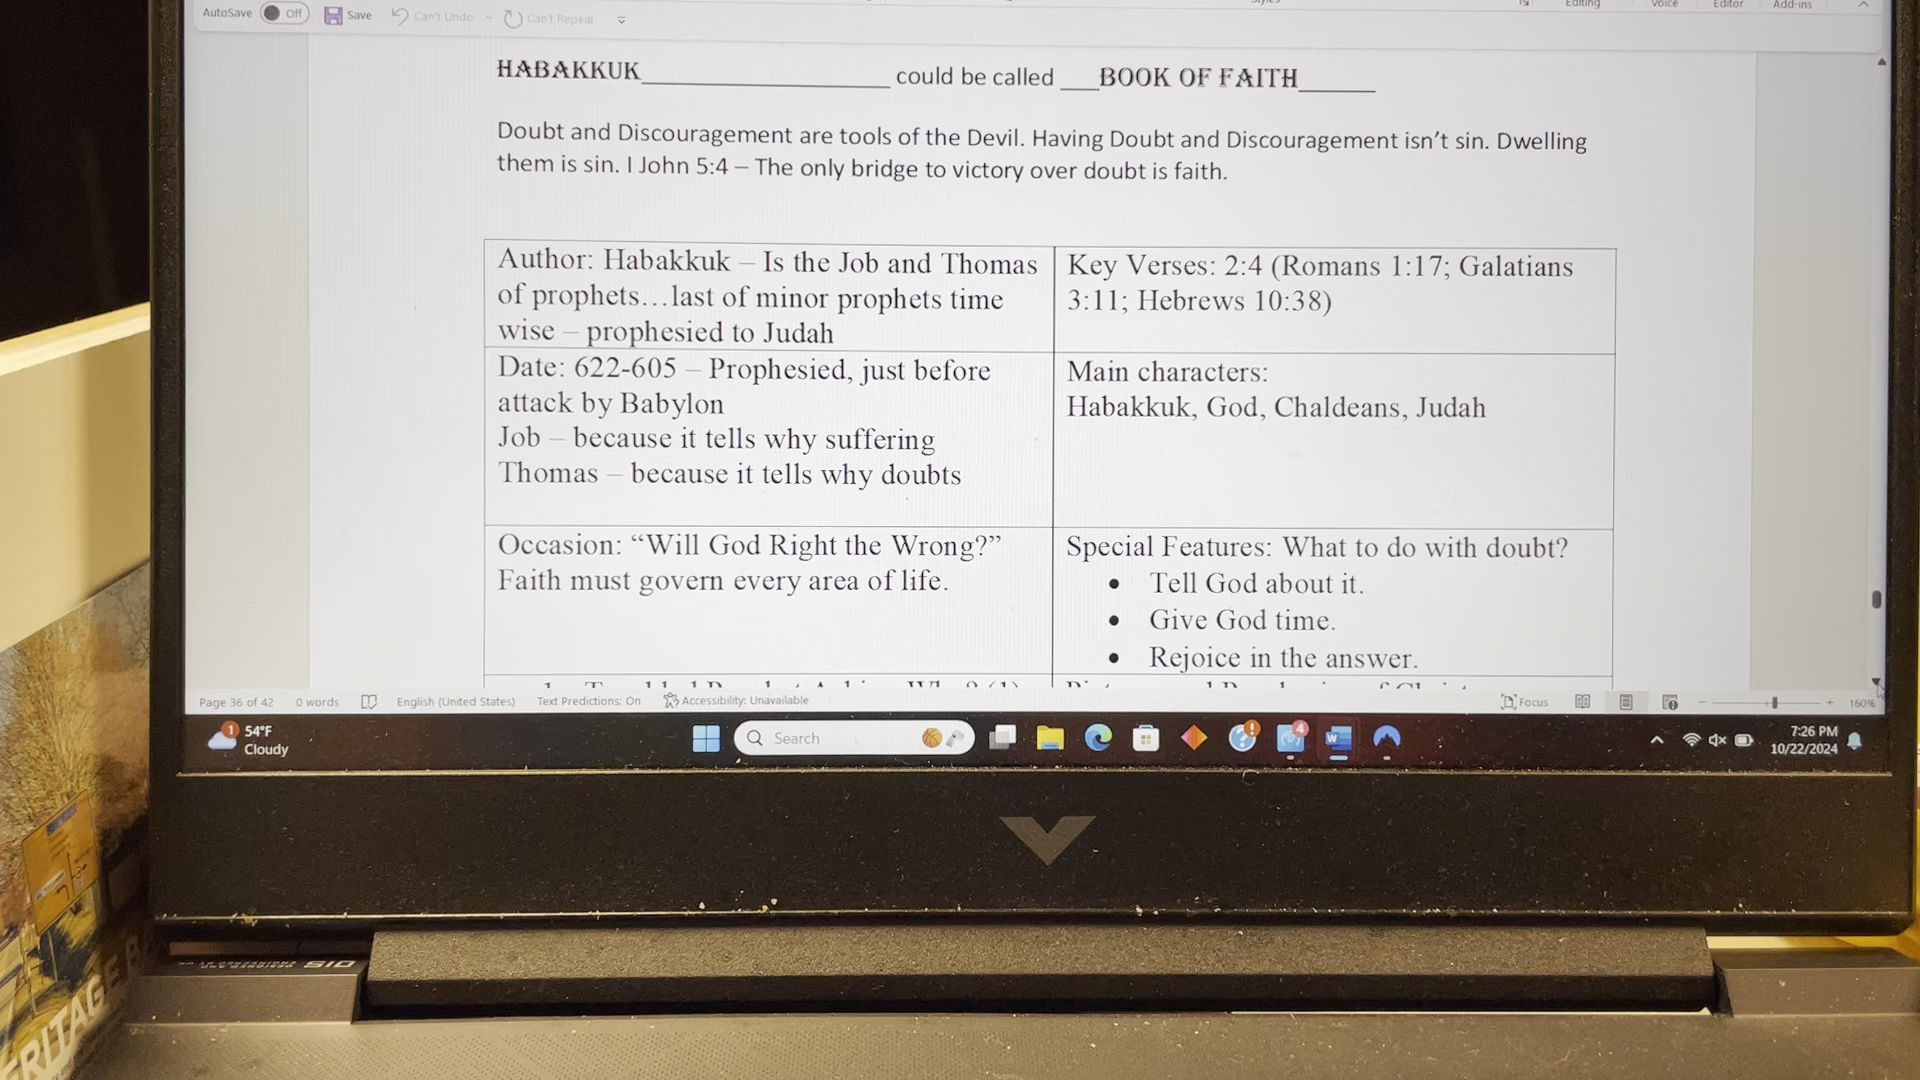 AutoSave Off Save Can't Undo Can't Repeat
Editing Voice Editor Add-ins
HABAKKUK______________________ could be called ___BOOK OF FAITH______
Doubt and Discouragement are tools of the Devil. Having Doubt and Discouragement isn't sin. Dwelling
them is sin. I John 5:4 – The only bridge to victory over doubt is faith.
Author: Habakkuk – Is the Job and Thomas
of prophets…last of minor prophets time
wise – prophesied to Judah
Key Verses: 2:4 (Romans 1:17; Galatians
3:11; Hebrews 10:38)
Date: 622-605 – Prophesied, just before
attack by Babylon
Job – because it tells why suffering
Thomas – because it tells why doubts
Main characters:
Habakkuk, God, Chaldeans, Judah
Occasion: “Will God Right the Wrong?”
Faith must govern every area of life.
Special Features: What to do with doubt?
• Tell God about it.
• Give God time.
• Rejoice in the answer.
Page 36 of 42 0 words English (United States) Text Predictions: On Accessibility: Unavailable Focus 160%
1 54°F
Cloudy
Search
4
7:26 PM
10/22/2024